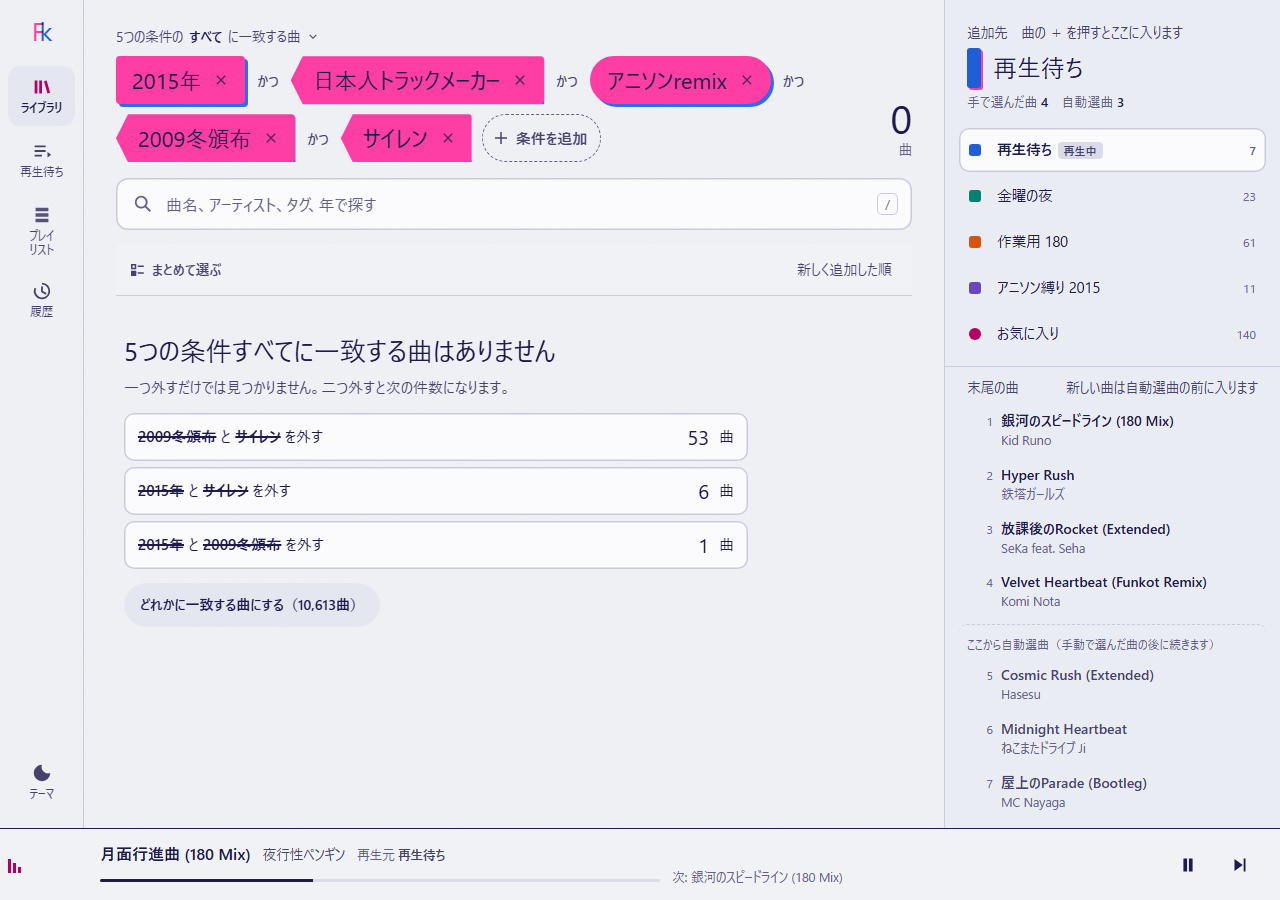 Fk
ライブラリ
再生待ち
プレイ
リスト
履歴
テーマ
5つの条件の すべて に一致する曲
2015年 × かつ 日本人トラックメーカー × かつ アニソンremix × かつ
2009冬頒布 × かつ サイレン × + 条件を追加
0
曲
曲名、アーティスト、タグ、年で探す /
まとめて選ぶ 新しく追加した順
5つの条件すべてに一致する曲はありません
一つ外すだけでは見つかりません。二つ外すと次の件数になります。
2009冬頒布 と サイレン を外す 53 曲
2015年 と サイレン を外す 6 曲
2015年 と 2009冬頒布 を外す 1 曲
どれかに一致する曲にする（10,613曲）
追加先 曲の + を押すとここに入ります
再生待ち
手で選んだ曲 4 自動選曲 3
再生待ち 再生中 7
金曜の夜 23
作業用 180 61
アニソン縛り 2015 11
お気に入り 140
末尾の曲 新しい曲は自動選曲の前に入ります
1 銀河のスピードライン (180 Mix)
Kid Runo
2 Hyper Rush
鉄塔ガールズ
3 放課後のRocket (Extended)
SeKa feat. Seha
4 Velvet Heartbeat (Funkot Remix)
Komi Nota
ここから自動選曲（手動で選んだ曲の後に続きます）
5 Cosmic Rush (Extended)
Hasesu
6 Midnight Heartbeat
ねこまたドライブ Ji
7 屋上のParade (Bootleg)
MC Nayaga
月面行進曲 (180 Mix) 夜行性ペンギン 再生元 再生待ち
次: 銀河のスピードライン (180 Mix)